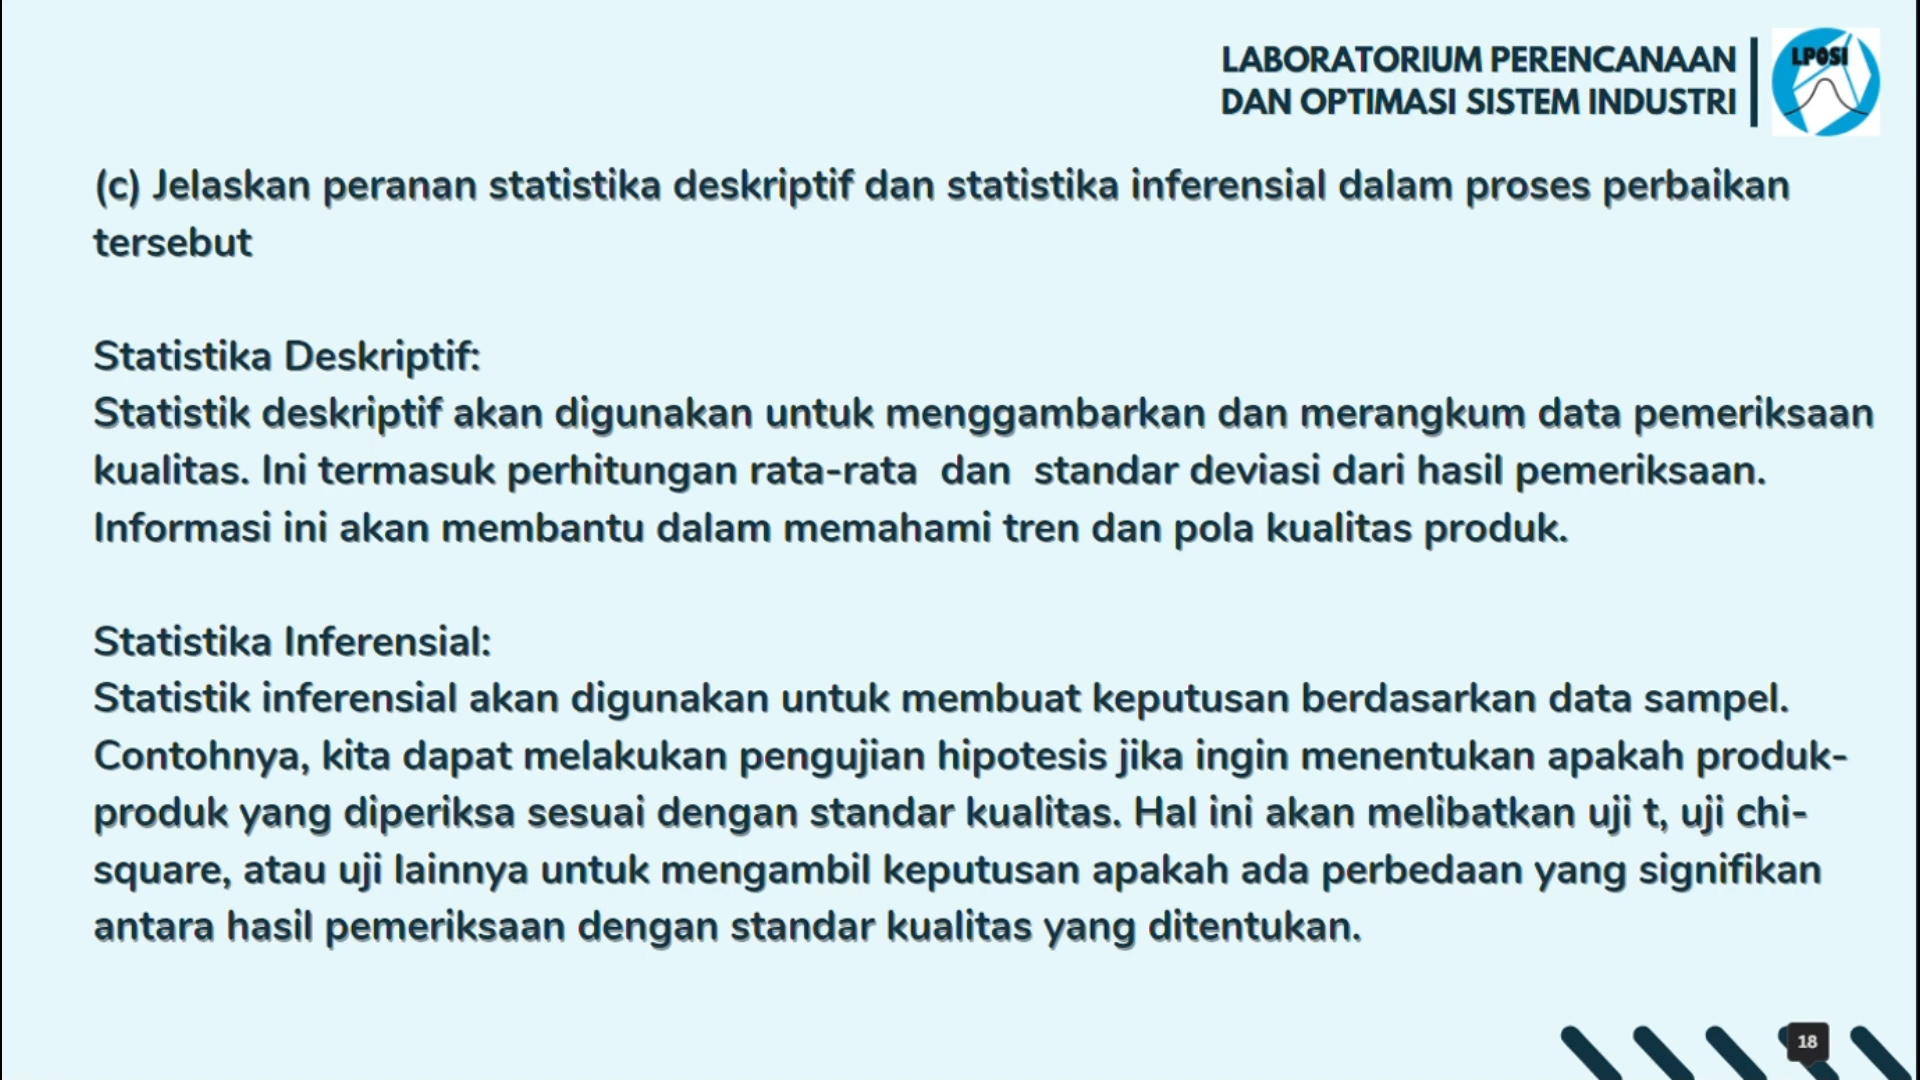 LABORATORIUM PERENCANAAN
DAN OPTIMASI SISTEM INDUSTRI
LPOSI
(c) Jelaskan peranan statistika deskriptif dan statistika inferensial dalam proses perbaikan
tersebut
Statistika Deskriptif:
Statistik deskriptif akan digunakan untuk menggambarkan dan merangkum data pemeriksaan
kualitas. Ini termasuk perhitungan rata-rata  dan  standar deviasi dari hasil pemeriksaan.
Informasi ini akan membantu dalam memahami tren dan pola kualitas produk.
Statistika Inferensial:
Statistik inferensial akan digunakan untuk membuat keputusan berdasarkan data sampel.
Contohnya, kita dapat melakukan pengujian hipotesis jika ingin menentukan apakah produk-
produk yang diperiksa sesuai dengan standar kualitas. Hal ini akan melibatkan uji t, uji chi-
square, atau uji lainnya untuk mengambil keputusan apakah ada perbedaan yang signifikan
antara hasil pemeriksaan dengan standar kualitas yang ditentukan.
18